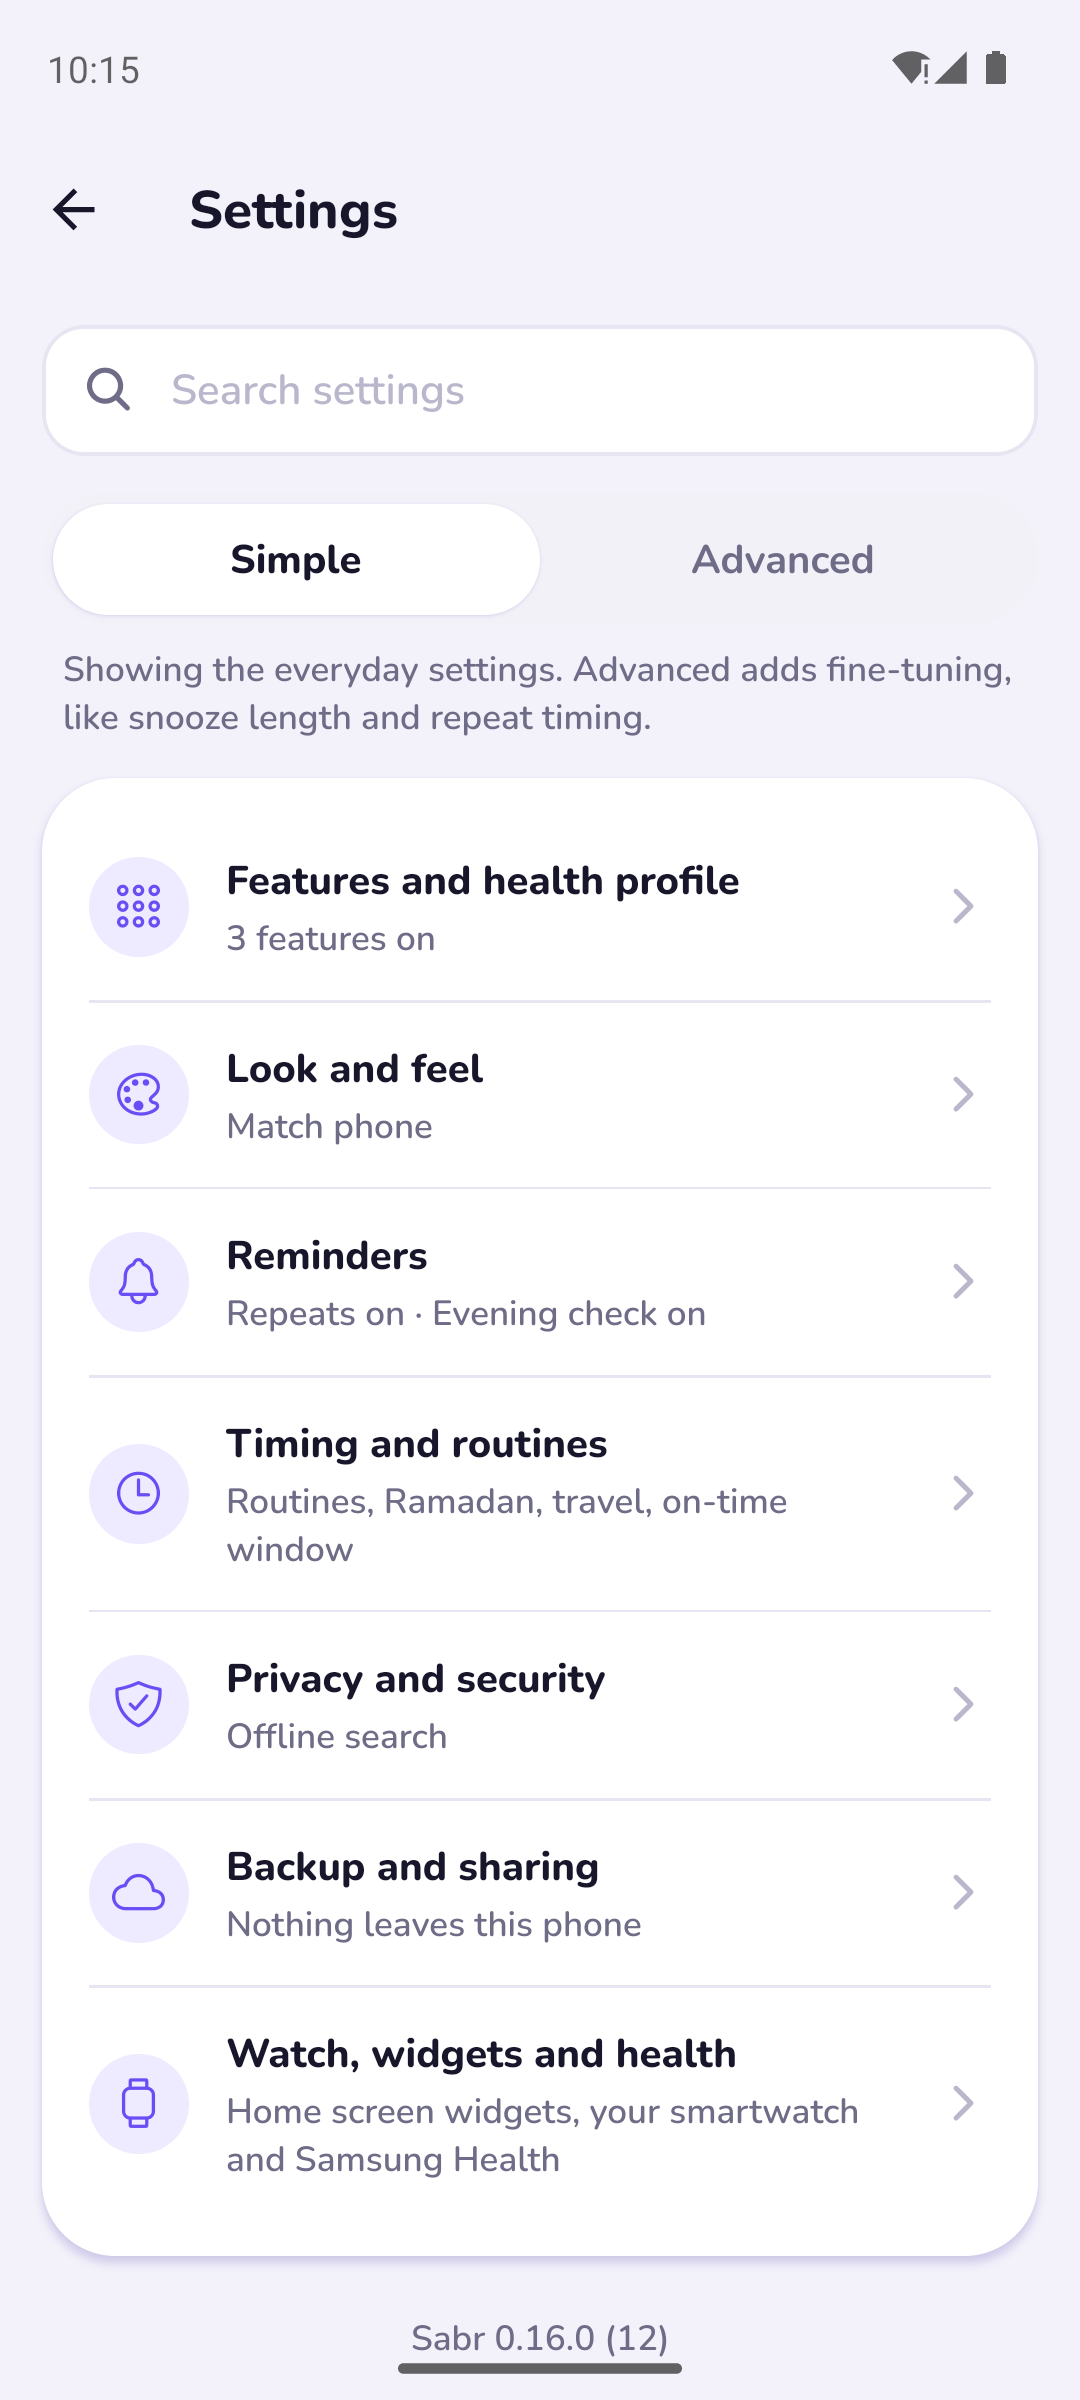 10:15
Settings
Search settings
Simple
Advanced
Showing the everyday settings. Advanced adds fine-tuning,
like snooze length and repeat timing.
Features and health profile
3 features on
Look and feel
Match phone
Reminders
Repeats on · Evening check on
Timing and routines
Routines, Ramadan, travel, on-time
window
Privacy and security
Offline search
Backup and sharing
Nothing leaves this phone
Watch, widgets and health
Home screen widgets, your smartwatch
and Samsung Health
Sabr 0.16.0 (12)